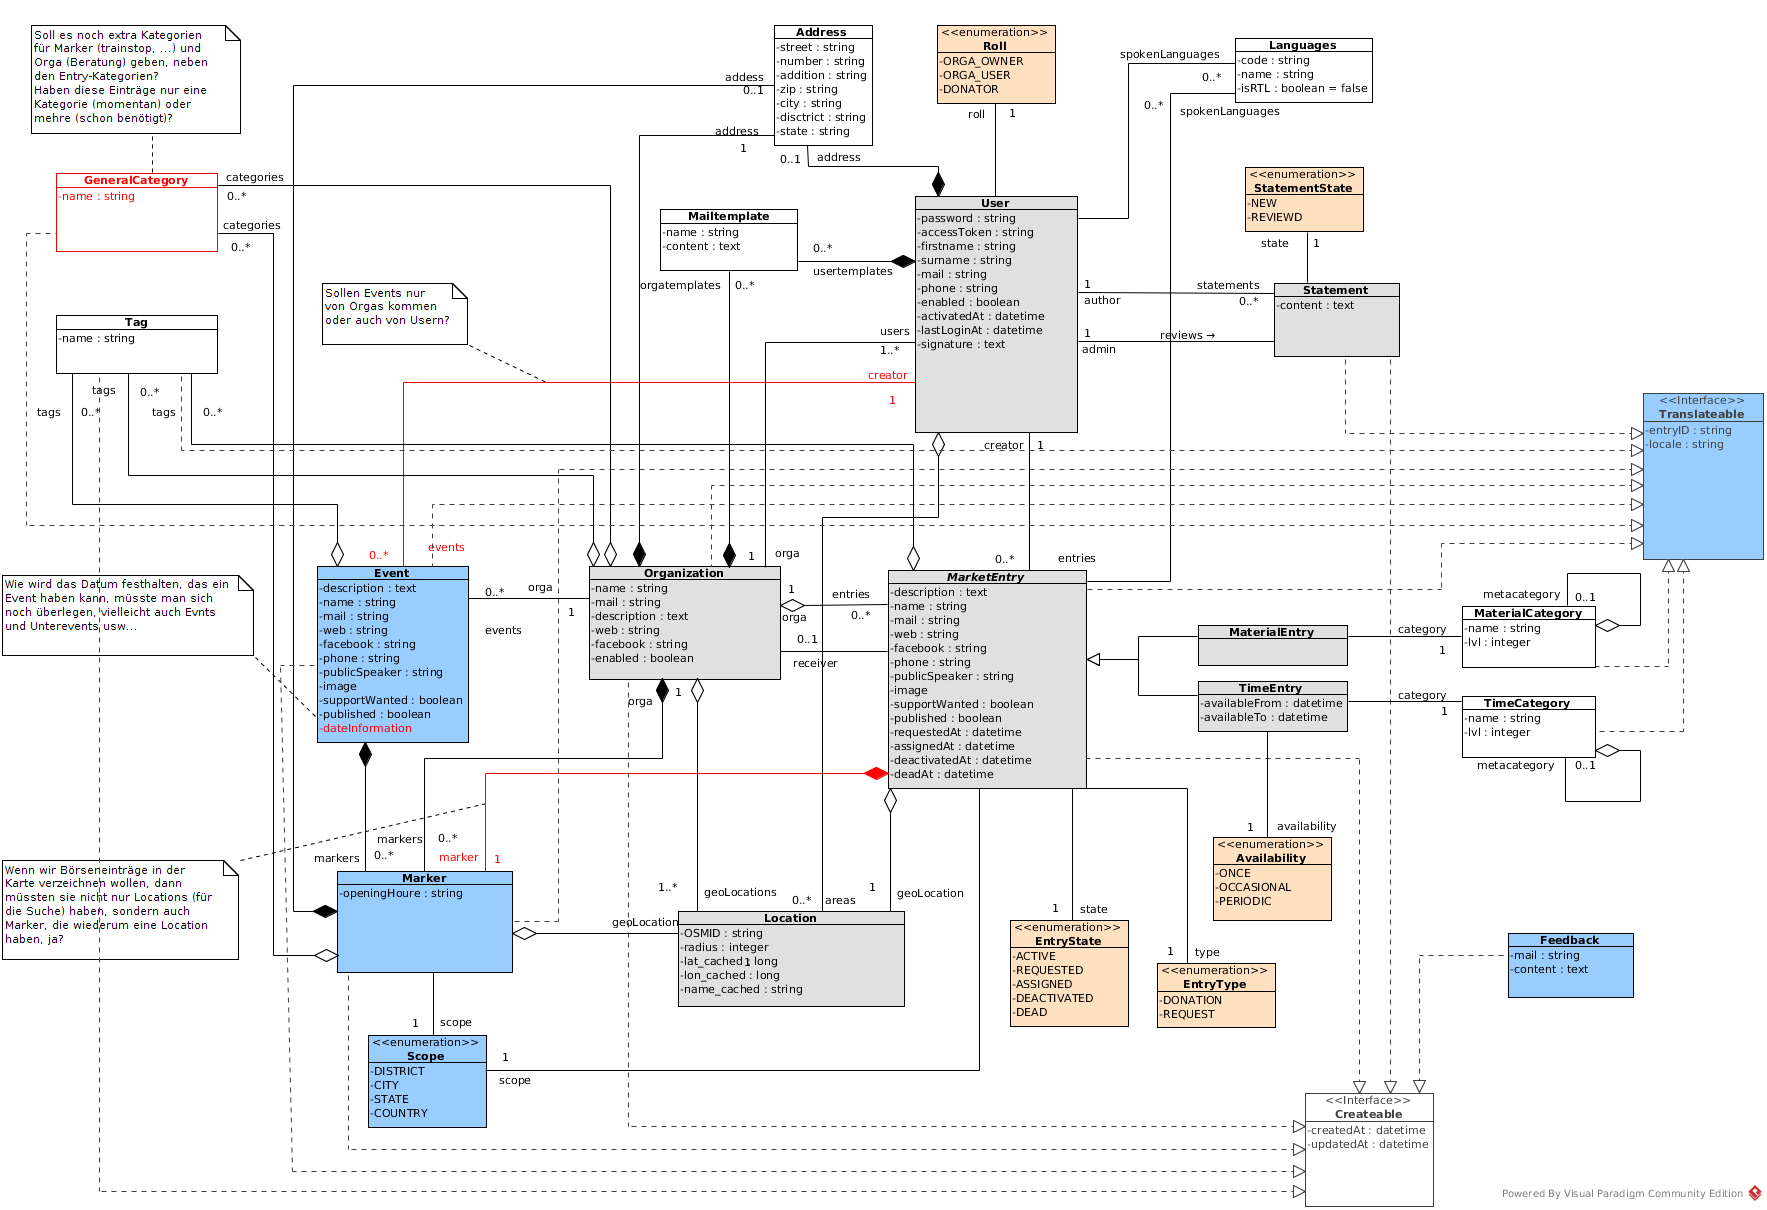 Soll es noch extra Kategorien
für Marker (trainstop, ...) und
Orga (Beratung) geben, neben
den Entry-Kategorien?
Haben diese Einträge nur eine
Kategorie (momentan) oder
mehre (schon benötigt)?
Address
-street : string
-number : string
-addition : string
-zip : string
-city : string
-disctrict : string
-state : string
addess
0..1
address
1
0..1
address
<<enumeration>>
Roll
-ORGA_OWNER
-ORGA_USER
-DONATOR
roll
1
Languages
-code : string
-name : string
-isRTL : boolean = false
spokenLanguages
0..*
0..*
spokenLanguages
GeneralCategory
-name : string
categories
0..*
categories
0..*
Mailtemplate
-name : string
-content : text
0..*
usertemplates
orgatemplates
0..*
User
-password : string
-accessToken : string
-firstname : string
-surname : string
-mail : string
-phone : string
-enabled : boolean
-activatedAt : datetime
-lastLoginAt : datetime
-signature : text
<<enumeration>>
StatementState
-NEW
-REVIEWD
state
1
Statement
-content : text
1
author
statements
0..*
1
admin
reviews →
Sollen Events nur
von Orgas kommen
oder auch von Usern?
Tag
-name : string
tags
0..*
tags
0..*
tags
0..*
users
1..*
creator
1
creator
1
<<Interface>>
Translateable
-entryID : string
-locale : string
Wie wird das Datum festhalten, das ein
Event haben kann, müsste man sich
noch überlegen, vielleicht auch Evnts
und Unterevents usw...
0..*
events
Event
-description : text
-name : string
-mail : string
-web : string
-facebook : string
-phone : string
-publicSpeaker : string
-image
-supportWanted : boolean
-published : boolean
-dateInformation
0..*
events
orga
1
Organization
-name : string
-mail : string
-description : text
-web : string
-facebook : string
-enabled : boolean
1
orga
1
orga
entries
0..*
0..1
receiver
0..*
entries
MarketEntry
-description : text
-name : string
-mail : string
-web : string
-facebook : string
-phone : string
-publicSpeaker : string
-image
-supportWanted : boolean
-published : boolean
-requestedAt : datetime
-assignedAt : datetime
-deactivatedAt : datetime
-deadAt : datetime
MaterialEntry
TimeEntry
-availableFrom : datetime
-availableTo : datetime
category
1
category
1
metacategory
0..1
MaterialCategory
-name : string
-lvl : integer
TimeCategory
-name : string
-lvl : integer
metacategory
0..1
orga
1
Wenn wir Börseneinträge in der
Karte verzeichnen wollen, dann
müssten sie nicht nur Locations (für
die Suche) haben, sondern auch
Marker, die wiederum eine Location
haben, ja?
markers
0..*
markers
0..*
marker
1
Marker
-openingHoure : string
geoLocation
1
1..*
geoLocations
0..*
areas
1
geoLocation
Location
-OSMID : string
-radius : integer
-lat_cached : long
-lon_cached : long
-name_cached : string
1
availability
<<enumeration>>
Availability
-ONCE
-OCCASIONAL
-PERIODIC
1
state
<<enumeration>>
EntryState
-ACTIVE
-REQUESTED
-ASSIGNED
-DEACTIVATED
-DEAD
1
type
<<enumeration>>
EntryType
-DONATION
-REQUEST
Feedback
-mail : string
-content : text
1
scope
<<enumeration>>
Scope
-DISTRICT
-CITY
-STATE
-COUNTRY
1
scope
<<Interface>>
Createable
-createdAt : datetime
-updatedAt : datetime
Powered By Visual Paradigm Community Edition